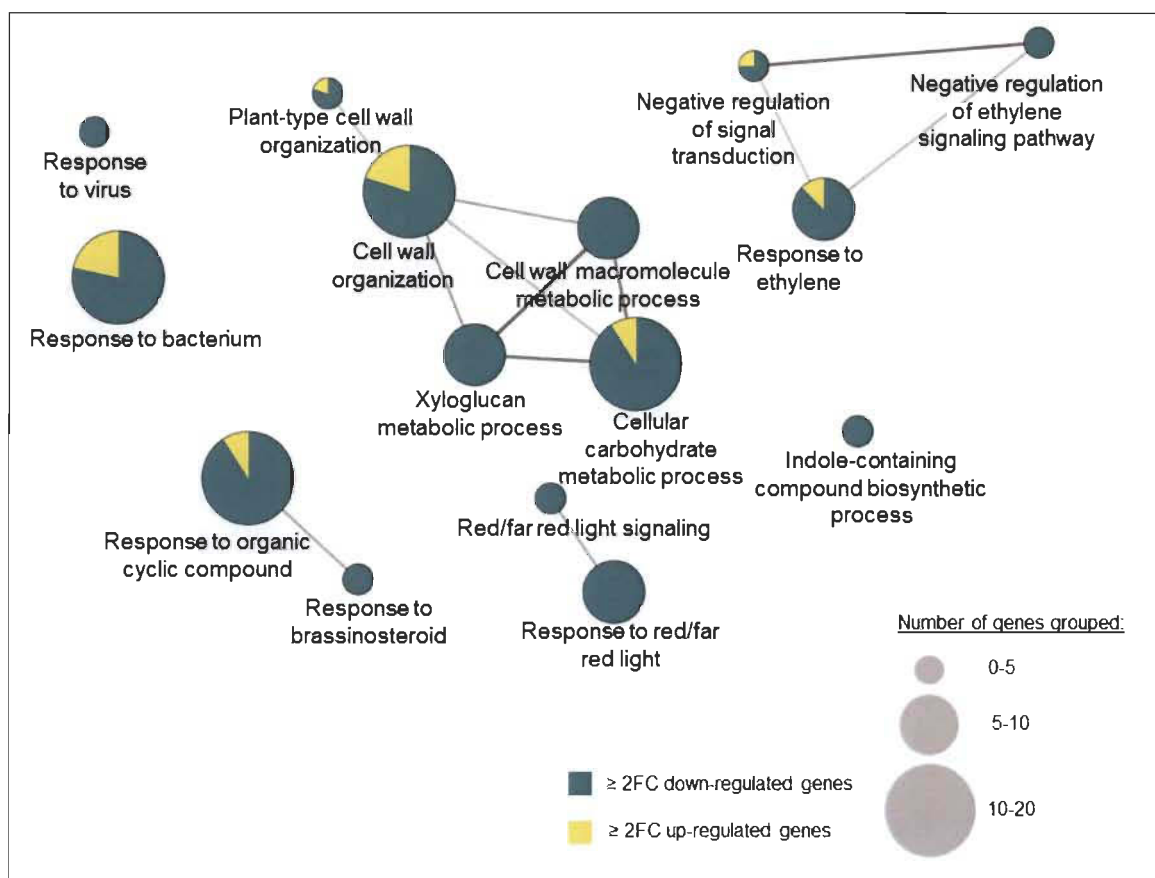 Plant-type cell wall
organization
Negative regulation
of signal
transduction
Negative regulation
of ethylene
signaling pathway
Response
to virus
Cell wall
organization
Cell wall macromolecule
metabolic process
Response to
ethylene
Response to bacterium
Xyloglucan
metabolic process
Cellular
carbohydrate
metabolic process
Indole-containing
compound biosynthetic
process
Response to organic
cyclic compound
Red/far red light signaling
Response to
brassinosteroid
Response to red/far
red light
Number of genes grouped:
0-5
5-10
10-20
≥ 2FC down-regulated genes
≥ 2FC up-regulated genes